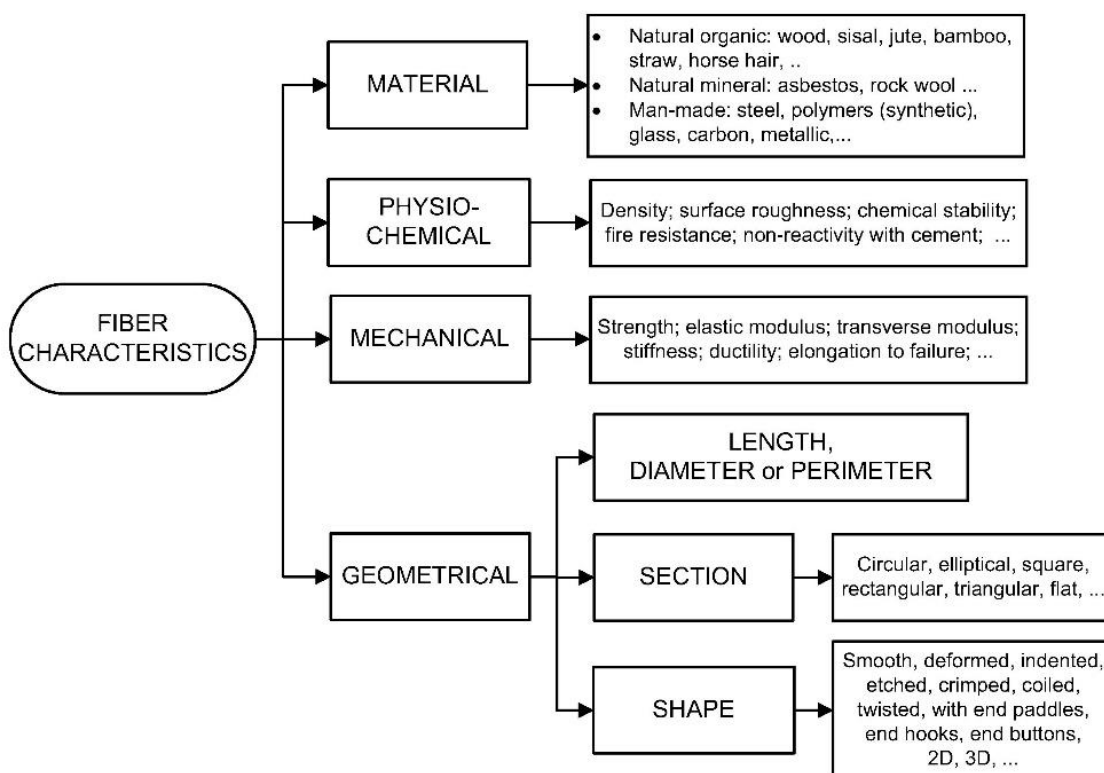 FIBER
CHARACTERISTICS
MATERIAL
• Natural organic: wood, sisal, jute, bamboo,
straw, horse hair, ..
• Natural mineral: asbestos, rock wool ...
• Man-made: steel, polymers (synthetic),
glass, carbon, metallic,...
PHYSIO-
CHEMICAL
Density; surface roughness; chemical stability;
fire resistance; non-reactivity with cement; ...
MECHANICAL
Strength; elastic modulus; transverse modulus;
stiffness; ductility; elongation to failure; ...
GEOMETRICAL
LENGTH,
DIAMETER or PERIMETER
SECTION
Circular, elliptical, square,
rectangular, triangular, flat, ...
SHAPE
Smooth, deformed, indented,
etched, crimped, coiled,
twisted, with end paddles,
end hooks, end buttons,
2D, 3D, ...